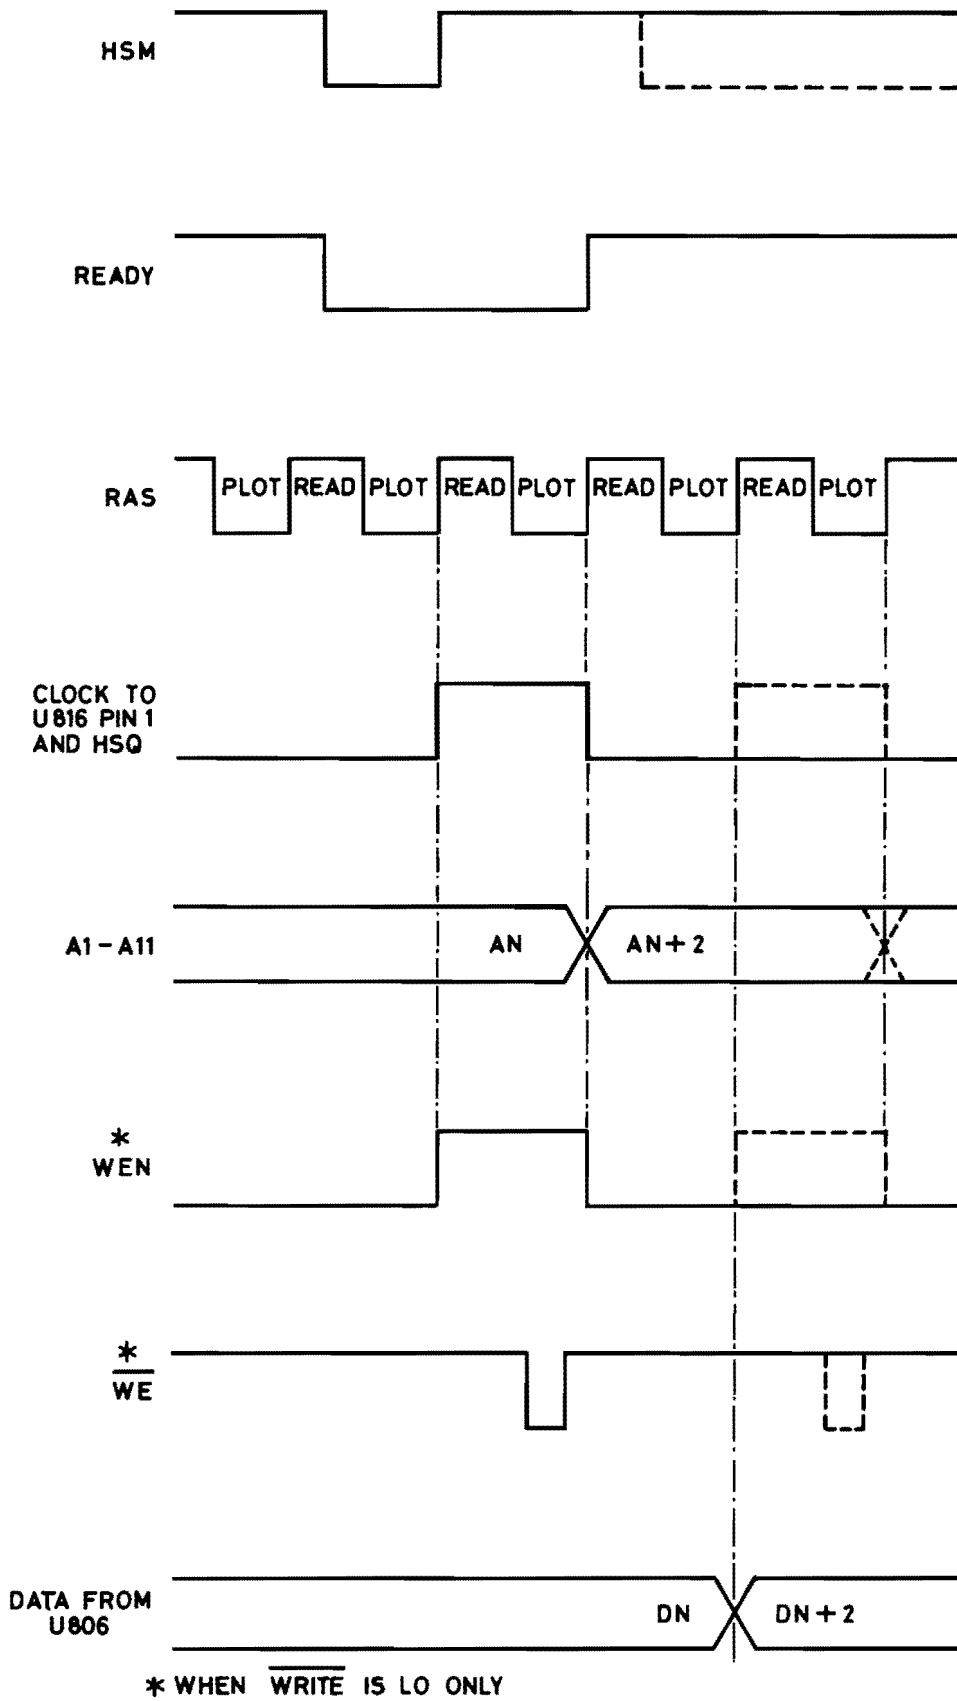 HSM
READY
RAS
PLOT READ PLOT READ PLOT READ PLOT READ PLOT
CLOCK TO
U816 PIN 1
AND HSQ
A1-A11
AN
AN+2
*
WEN
*
WE
DATA FROM
U806
DN
DN+2
* WHEN WRITE IS LO ONLY